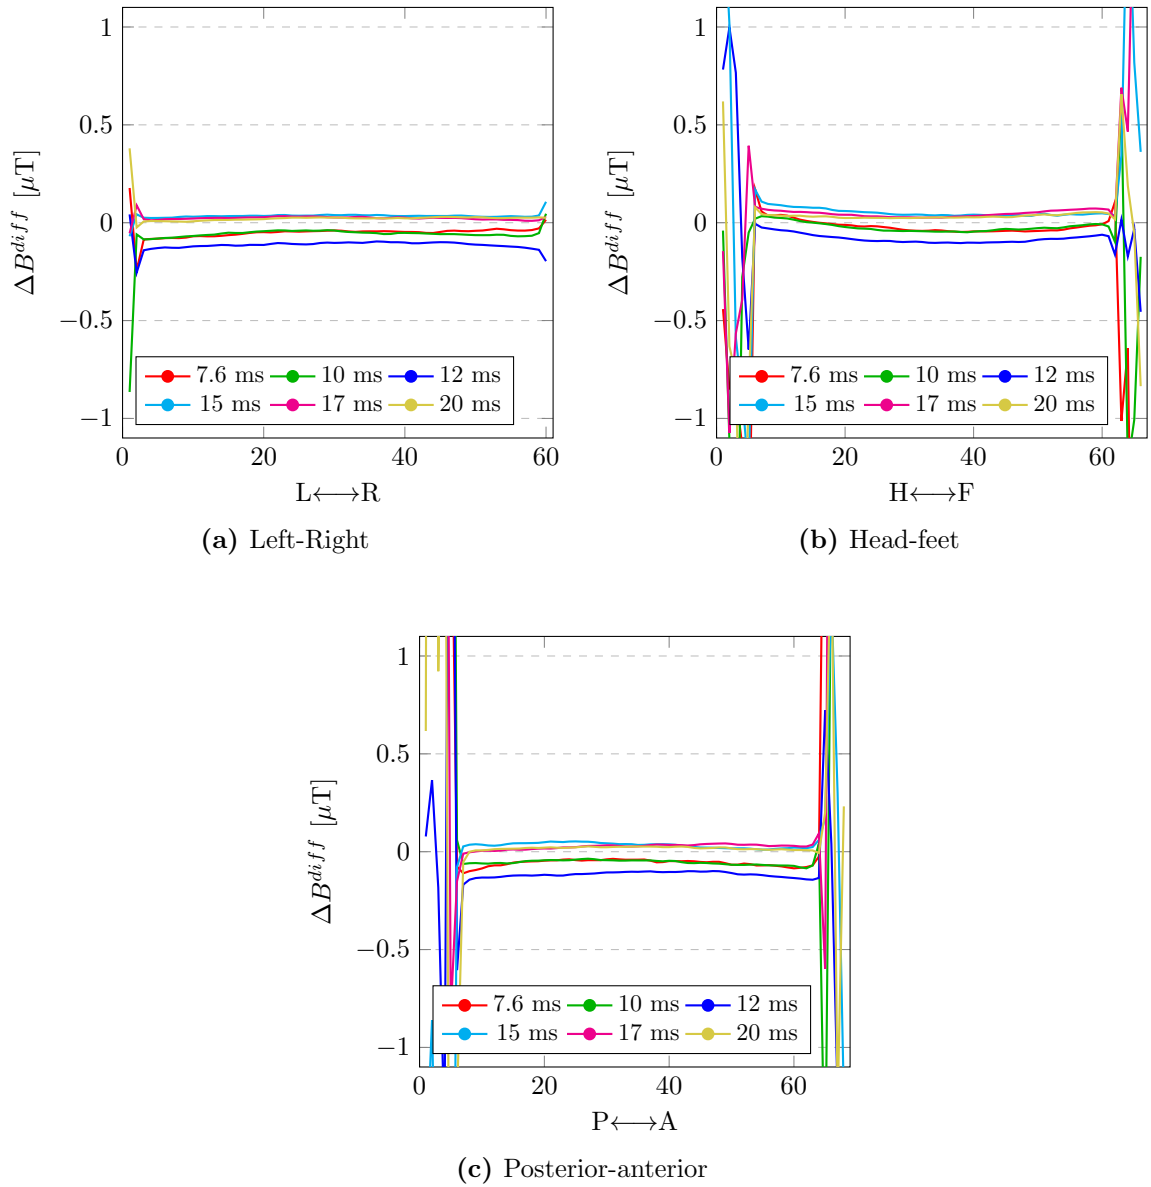 1
0.5
0
−0.5
−1
ΔB^diff [μT]
7.6 ms 10 ms 12 ms
15 ms 17 ms 20 ms
0 20 40 60
L⟷R
(a) Left-Right
1
0.5
0
−0.5
−1
ΔB^diff [μT]
7.6 ms 10 ms 12 ms
15 ms 17 ms 20 ms
0 20 40 60
H⟷F
(b) Head-feet
1
0.5
0
−0.5
−1
ΔB^diff [μT]
7.6 ms 10 ms 12 ms
15 ms 17 ms 20 ms
0 20 40 60
P⟷A
(c) Posterior-anterior